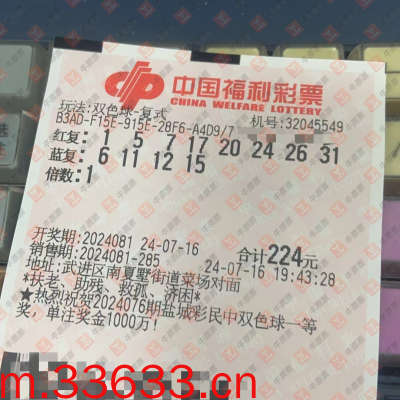 中国福利彩票
CHINA WELFARE LOTTERY
玩法:双色球-复式
B3AD-F15E-915E-28F6-A4D9/7 机号:32045549
红复: 1 5 7 17 20 24 26 31
蓝复: 6 11 12 15
倍数:1
开奖期:2024081 24-07-16 合计224元
销售期:2024081-285 24-07-16 19:43:28
地址:武进区南夏墅街道菜场对面
*扶老、助残、救孤、济困*
★热烈祝贺2024076期盐城彩民中双色球一等
奖,单注奖金1000万!
m.33633.cn